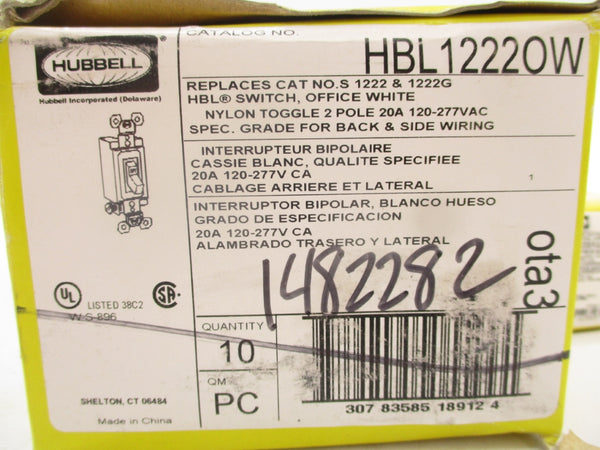 CATALOG NO.
HBL1222OW
HUBBELL
®
Hubbell Incorporated (Delaware)
REPLACES CAT NO.S 1222 & 1222G
HBL® SWITCH, OFFICE WHITE
NYLON TOGGLE 2 POLE 20A 120-277VAC
SPEC. GRADE FOR BACK & SIDE WIRING
INTERRUPTEUR BIPOLAIRE
CASSIE BLANC, QUALITE SPECIFIEE
20A 120-277V CA
CABLAGE ARRIERE ET LATERAL
1
INTERRUPTOR BIPOLAR, BLANCO HUESO
GRADO DE ESPECIFICACION
20A 120-277V CA
ALAMBRADO TRASERO Y LATERAL
ota3
1482282
UL LISTED 38C2
SA
W-S-896
QUANTITY
10
QM
PC
307 83585 18912 4
SHELTON, CT 06484
Made in China